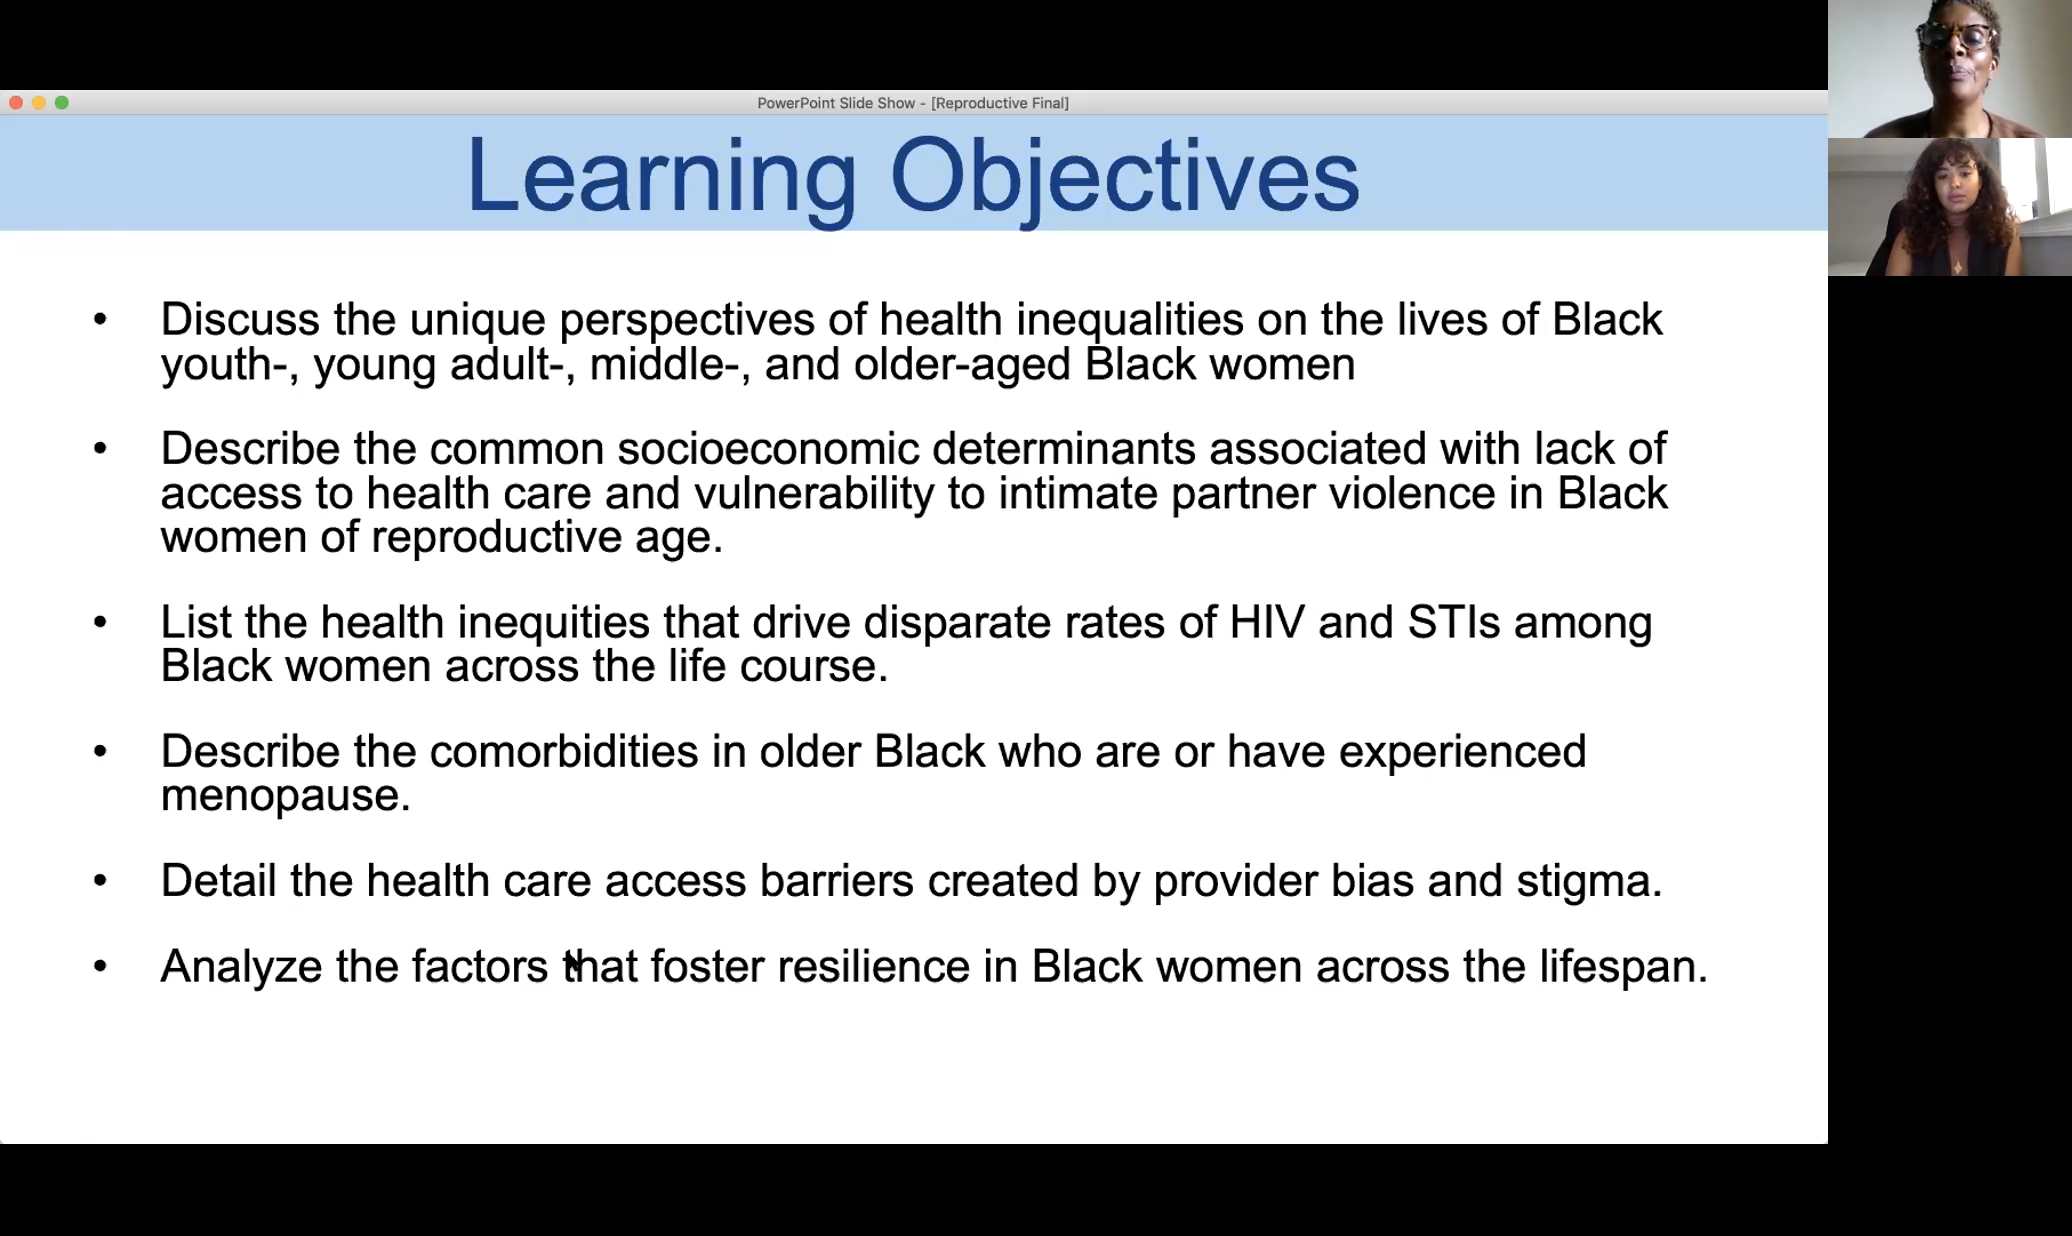 PowerPoint Slide Show - [Reproductive Final]
Learning Objectives
• Discuss the unique perspectives of health inequalities on the lives of Black
youth-, young adult-, middle-, and older-aged Black women
• Describe the common socioeconomic determinants associated with lack of
access to health care and vulnerability to intimate partner violence in Black
women of reproductive age.
• List the health inequities that drive disparate rates of HIV and STIs among
Black women across the life course.
• Describe the comorbidities in older Black who are or have experienced
menopause.
• Detail the health care access barriers created by provider bias and stigma.
• Analyze the factors that foster resilience in Black women across the lifespan.